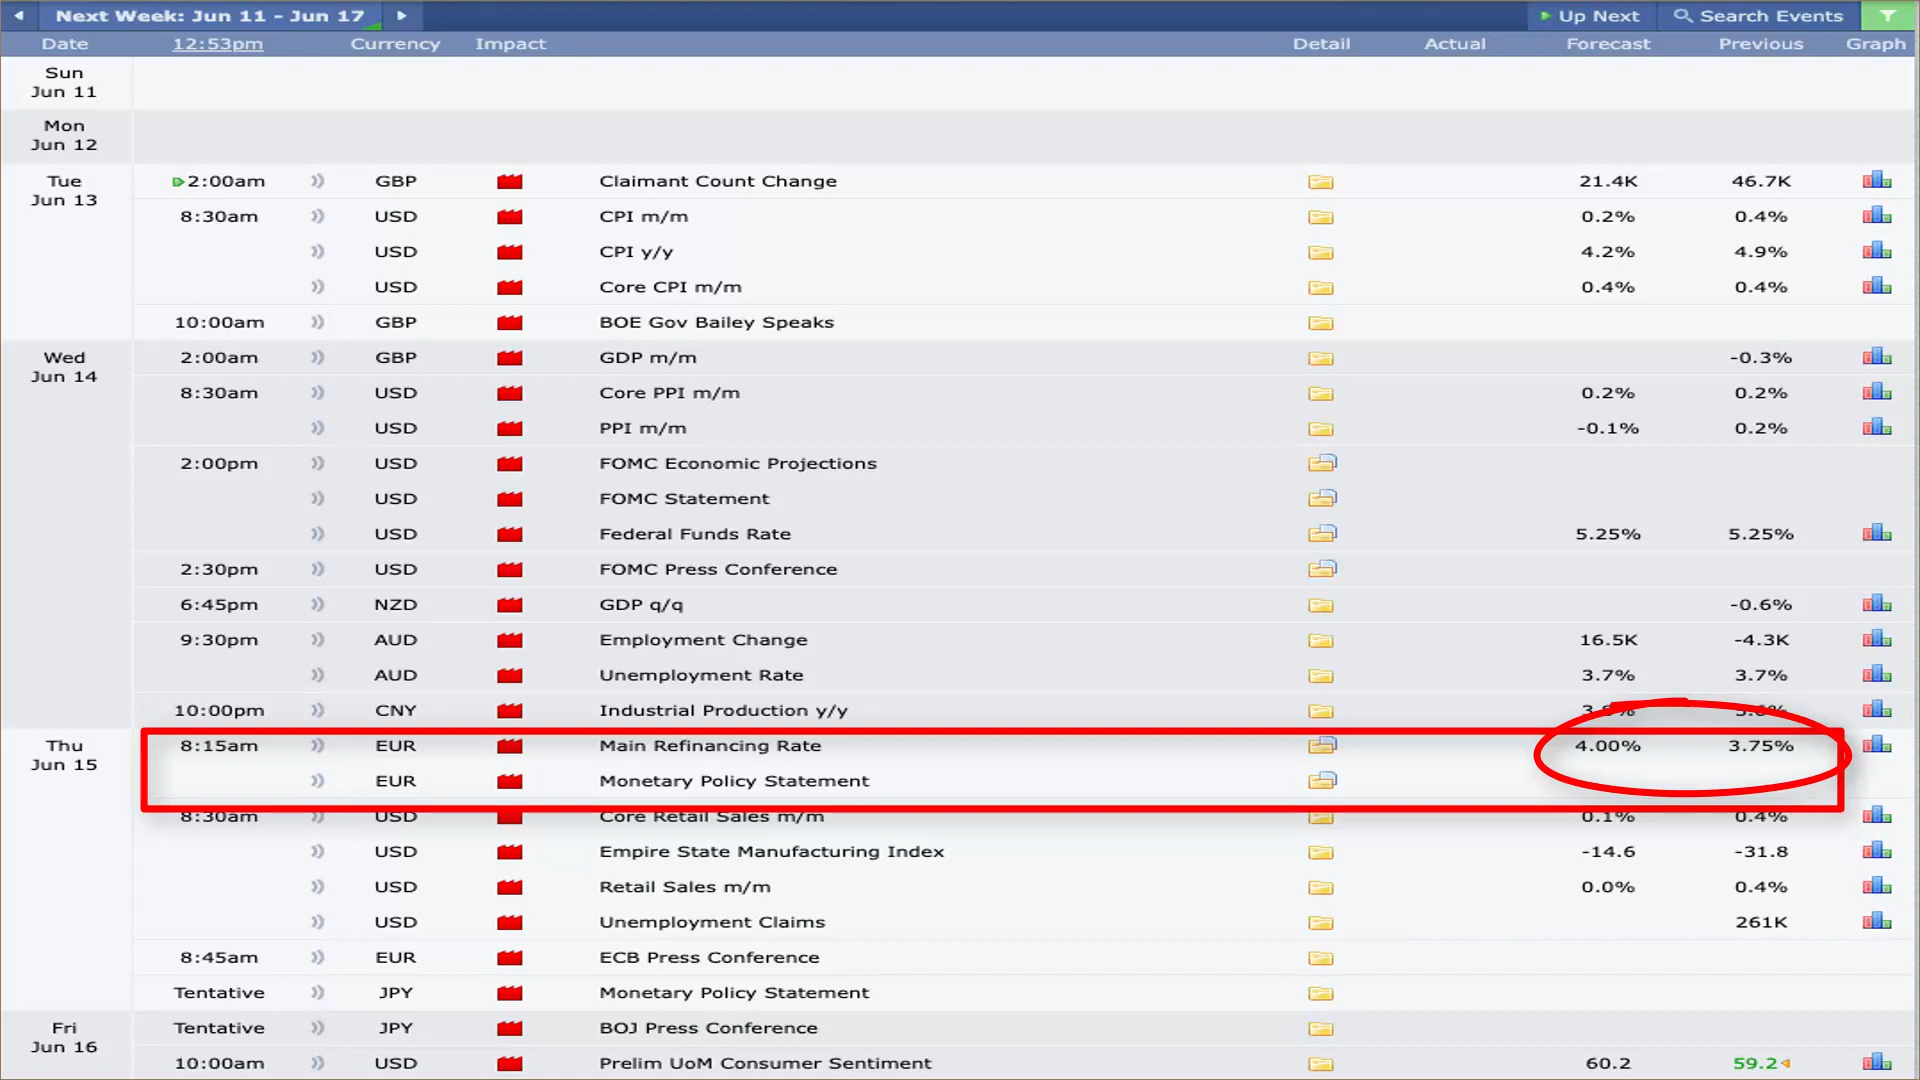 Next Week: Jun 11 - Jun 17 Up Next Search Events
Date 12:53pm Currency Impact Detail Actual Forecast Previous Graph
Sun
Jun 11
Mon
Jun 12
Tue
Jun 13
2:00am GBP Claimant Count Change 21.4K 46.7K
8:30am USD CPI m/m 0.2% 0.4%
USD CPI y/y 4.2% 4.9%
USD Core CPI m/m 0.4% 0.4%
10:00am GBP BOE Gov Bailey Speaks
Wed
Jun 14
2:00am GBP GDP m/m -0.3%
8:30am USD Core PPI m/m 0.2% 0.2%
USD PPI m/m -0.1% 0.2%
2:00pm USD FOMC Economic Projections
USD FOMC Statement
USD Federal Funds Rate 5.25% 5.25%
2:30pm USD FOMC Press Conference
6:45pm NZD GDP q/q -0.6%
9:30pm AUD Employment Change 16.5K -4.3K
AUD Unemployment Rate 3.7% 3.7%
10:00pm CNY Industrial Production y/y
Thu
Jun 15
8:15am EUR Main Refinancing Rate 4.00% 3.75%
EUR Monetary Policy Statement
8:30am USD Core Retail Sales m/m 0.1% 0.4%
USD Empire State Manufacturing Index -14.6 -31.8
USD Retail Sales m/m 0.0% 0.4%
USD Unemployment Claims 261K
8:45am EUR ECB Press Conference
Tentative JPY Monetary Policy Statement
Fri
Jun 16
Tentative JPY BOJ Press Conference
10:00am USD Prelim UoM Consumer Sentiment 60.2 59.2